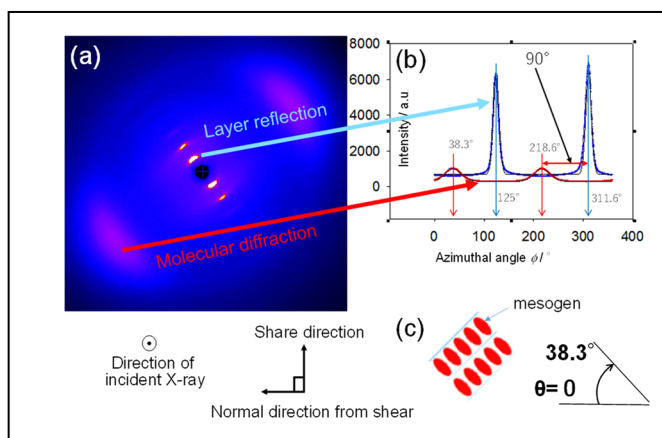 (a)
Layer reflection
Molecular diffraction
(b)
8000
6000
4000
2000
0
Intensity / a.u
90°
38.3°
218.6°
125°
311.6°
0 100 200 300 400
Azimuthal angle ϕ / °
Direction of
incident X-ray
Share direction
Normal direction from shear
(c)
mesogen
38.3°
θ= 0